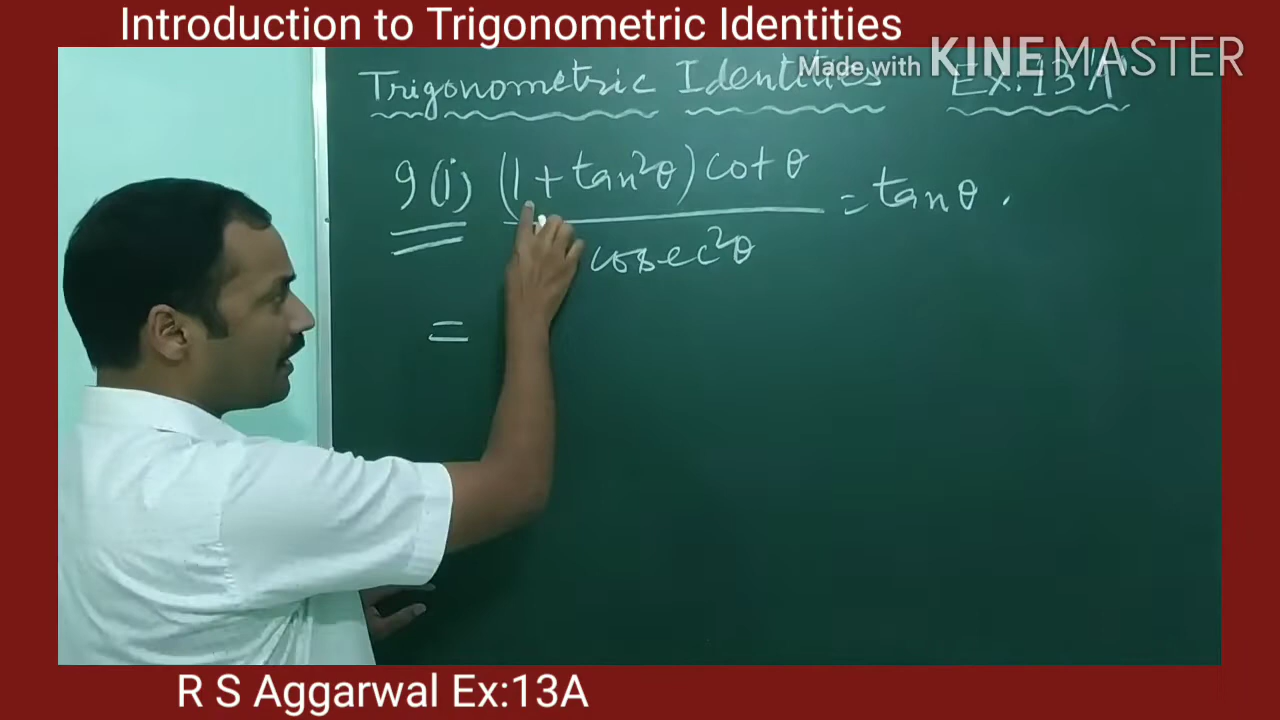 Introduction to Trigonometric Identities
Made with KINEMASTER
Trigonometric Identities Ex:13'A'
9(i) (1 + tan²θ) cot θ
= tan θ .
cosec²θ
=
R S Aggarwal Ex:13A